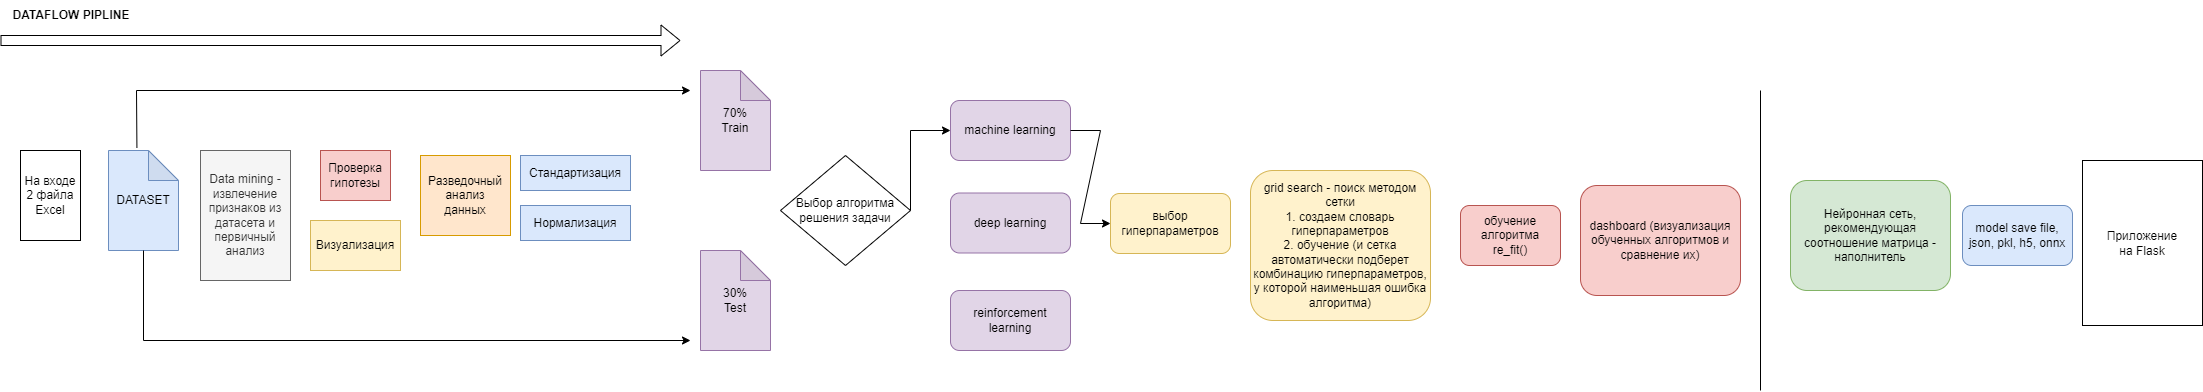 DATAFLOW PIPLINE
На входе
2 файла
Excel
DATASET
Data mining -
извлечение
признаков из
датасета и
первичный
анализ
Проверка
гипотезы
Визуализация
Разведочный
анализ
данных
Стандартизация
Нормализация
70%
Train
30%
Test
Выбор алгоритма
решения задачи
machine learning
deep learning
reinforcement
learning
выбор
гиперпараметров
grid search - поиск методом
сетки
1. создаем словарь
гиперпараметров
2. обучение (и сетка
автоматически подберет
комбинацию гиперпараметров,
у которой наименьшая ошибка
алгоритма)
обучение
алгоритма
re_fit()
dashboard (визуализация
обученных алгоритмов и
сравнение их)
Нейронная сеть,
рекомендующая
соотношение матрица -
наполнитель
model save file,
json, pkl, h5, onnx
Приложение
на Flask